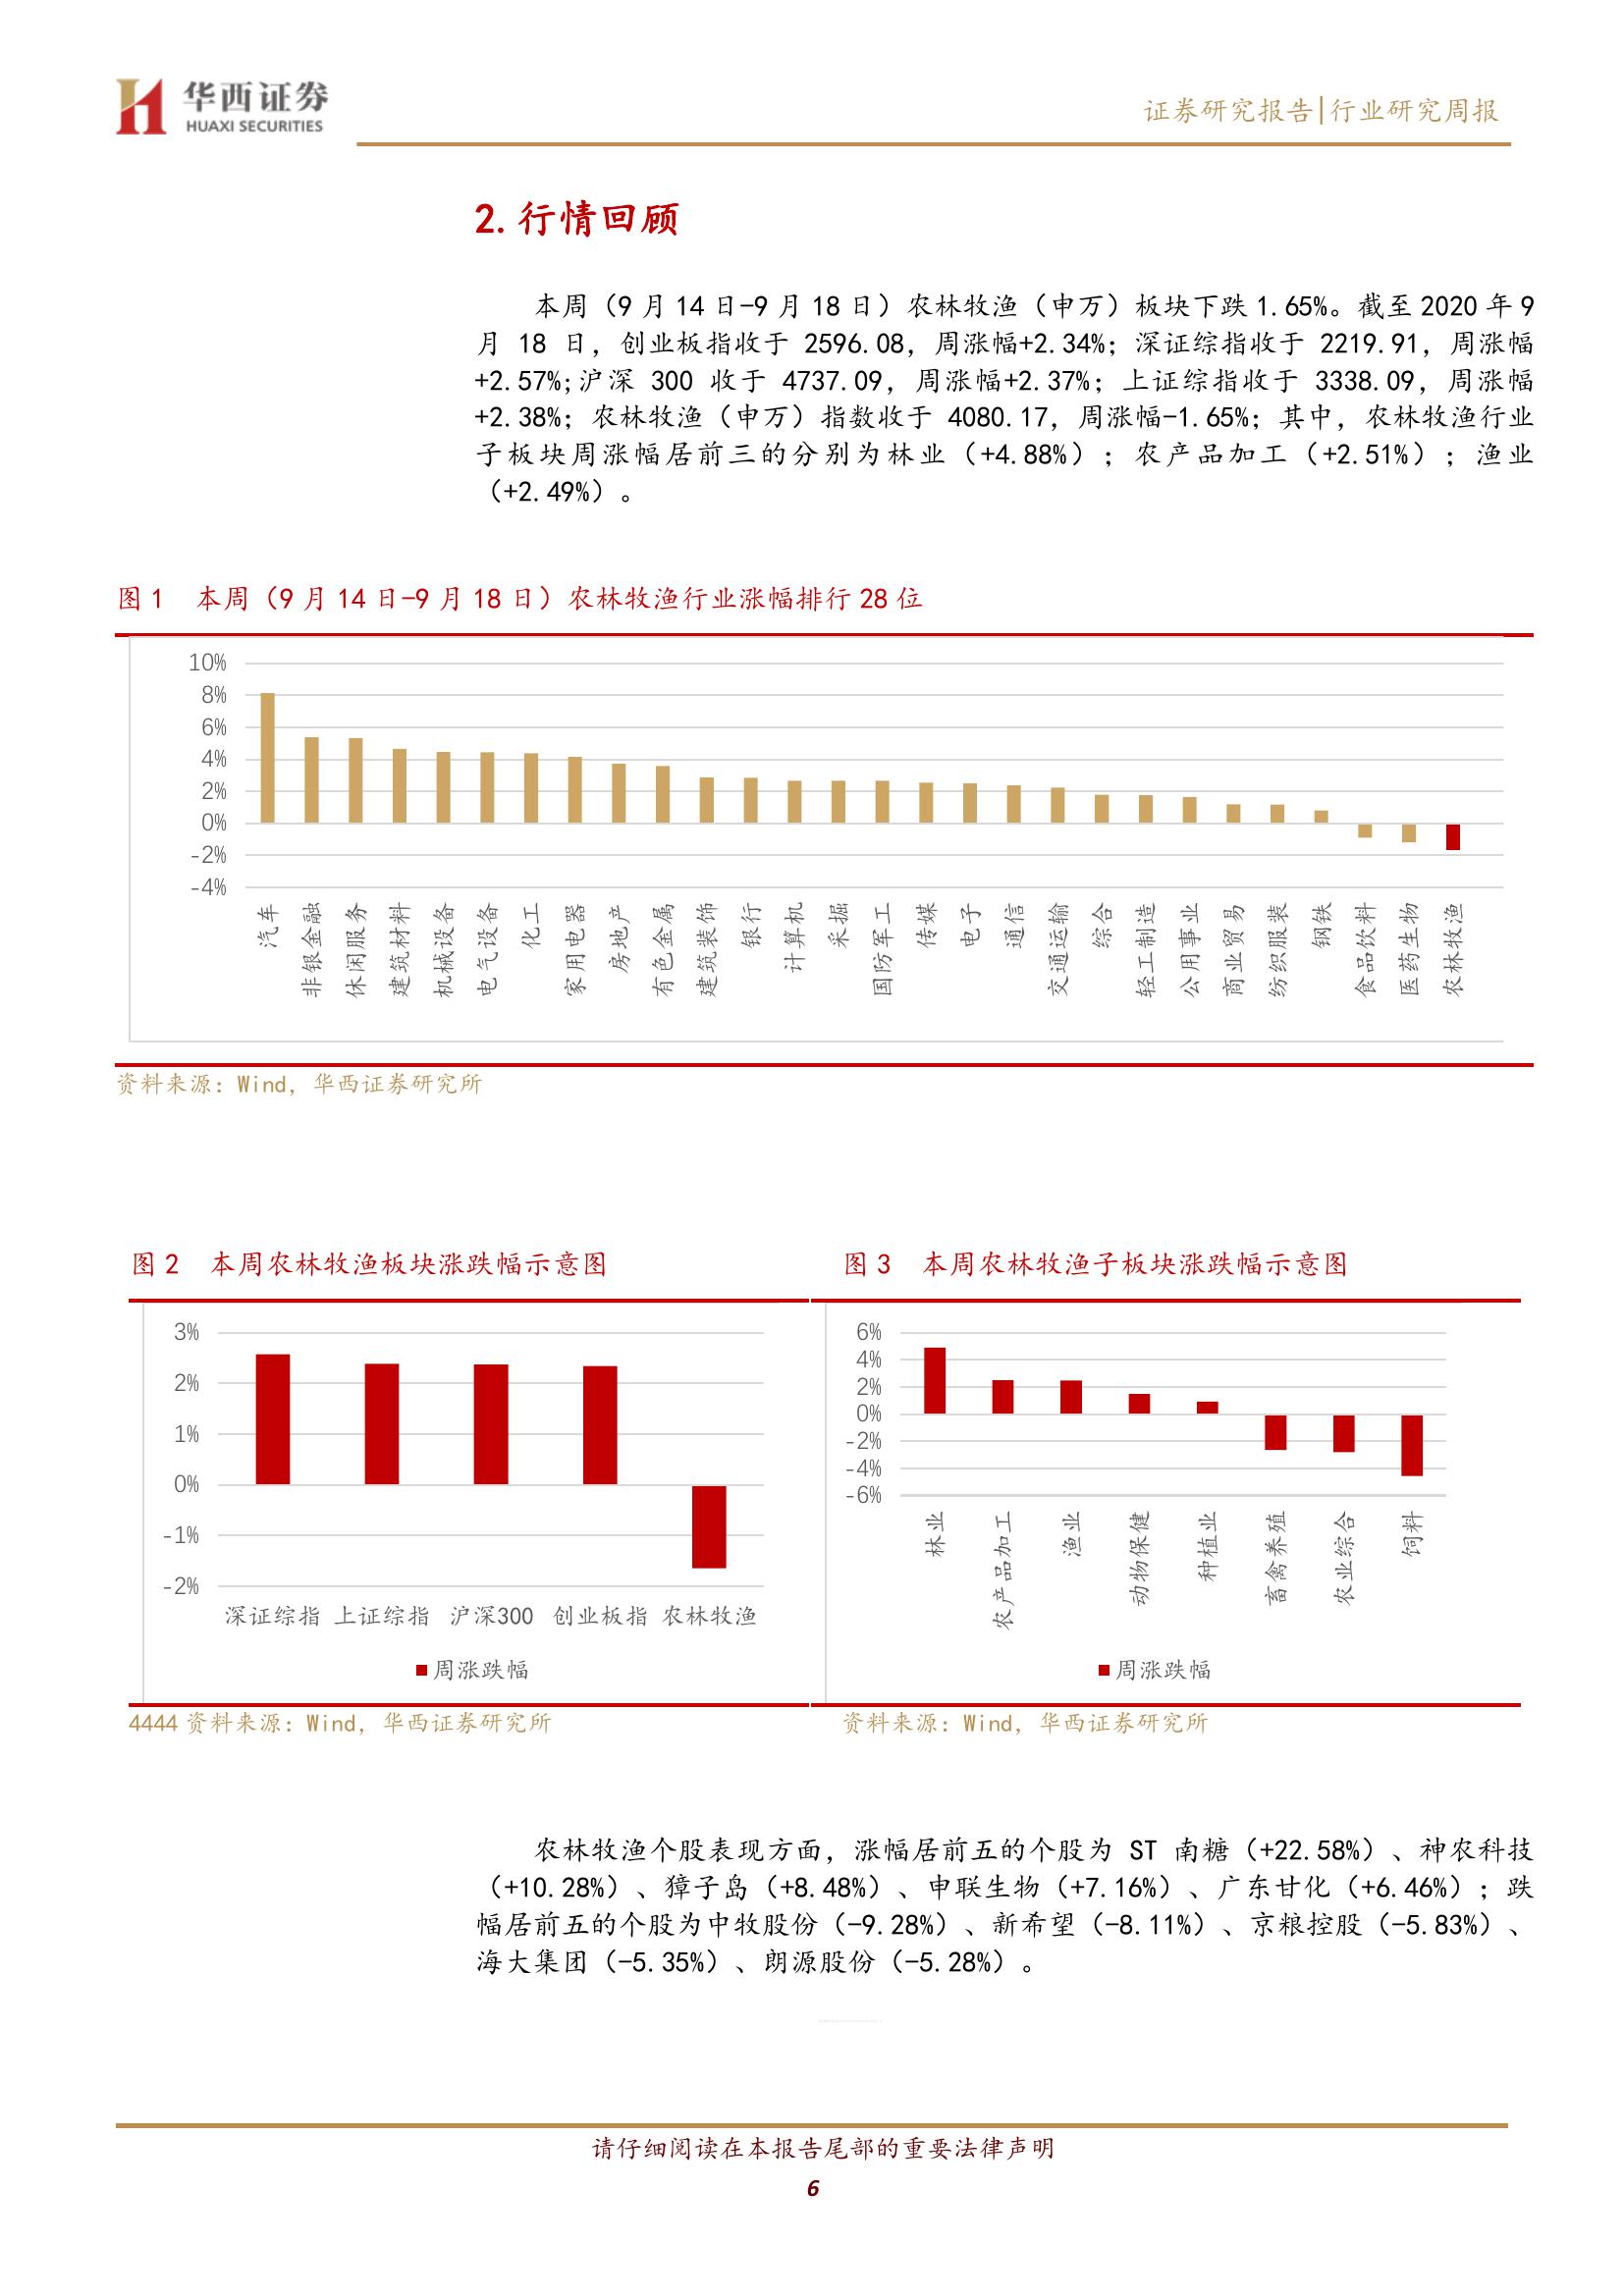 华西证券
HUAXI SECURITIES
证券研究报告|行业研究周报
2.行情回顾
本周（9 月 14 日-9 月 18 日）农林牧渔（申万）板块下跌 1.65%。截至 2020 年 9
月 18 日，创业板指收于 2596.08，周涨幅+2.34%；深证综指收于 2219.91，周涨幅
+2.57%;沪深 300 收于 4737.09，周涨幅+2.37%；上证综指收于 3338.09，周涨幅
+2.38%；农林牧渔（申万）指数收于 4080.17，周涨幅-1.65%；其中，农林牧渔行业
子板块周涨幅居前三的分别为林业（+4.88%）；农产品加工（+2.51%）；渔业
（+2.49%）。
图 1 本周（9 月 14 日-9 月 18 日）农林牧渔行业涨幅排行 28 位
10%
8%
6%
4%
2%
0%
-2%
-4%
汽车
非银金融
休闲服务
建筑材料
机械设备
电气设备
化工
家用电器
房地产
有色金属
建筑装饰
银行
计算机
采掘
国防军工
传媒
电子
通信
交通运输
综合
轻工制造
公用事业
商业贸易
纺织服装
钢铁
食品饮料
医药生物
农林牧渔
资料来源：Wind，华西证券研究所
图 2 本周农林牧渔板块涨跌幅示意图
3%
2%
1%
0%
-1%
-2%
深证综指 上证综指 沪深300 创业板指 农林牧渔
周涨跌幅
4444 资料来源：Wind，华西证券研究所
图 3 本周农林牧渔子板块涨跌幅示意图
6%
4%
2%
0%
-2%
-4%
-6%
林业
农产品加工
渔业
动物保健
种植业
畜禽养殖
农业综合
饲料
周涨跌幅
资料来源：Wind，华西证券研究所
农林牧渔个股表现方面，涨幅居前五的个股为 ST 南糖（+22.58%）、神农科技
（+10.28%）、獐子岛（+8.48%）、申联生物（+7.16%）、广东甘化（+6.46%）；跌
幅居前五的个股为中牧股份（-9.28%）、新希望（-8.11%）、京粮控股（-5.83%）、
海大集团（-5.35%）、朗源股份（-5.28%）。
请仔细阅读在本报告尾部的重要法律声明
6